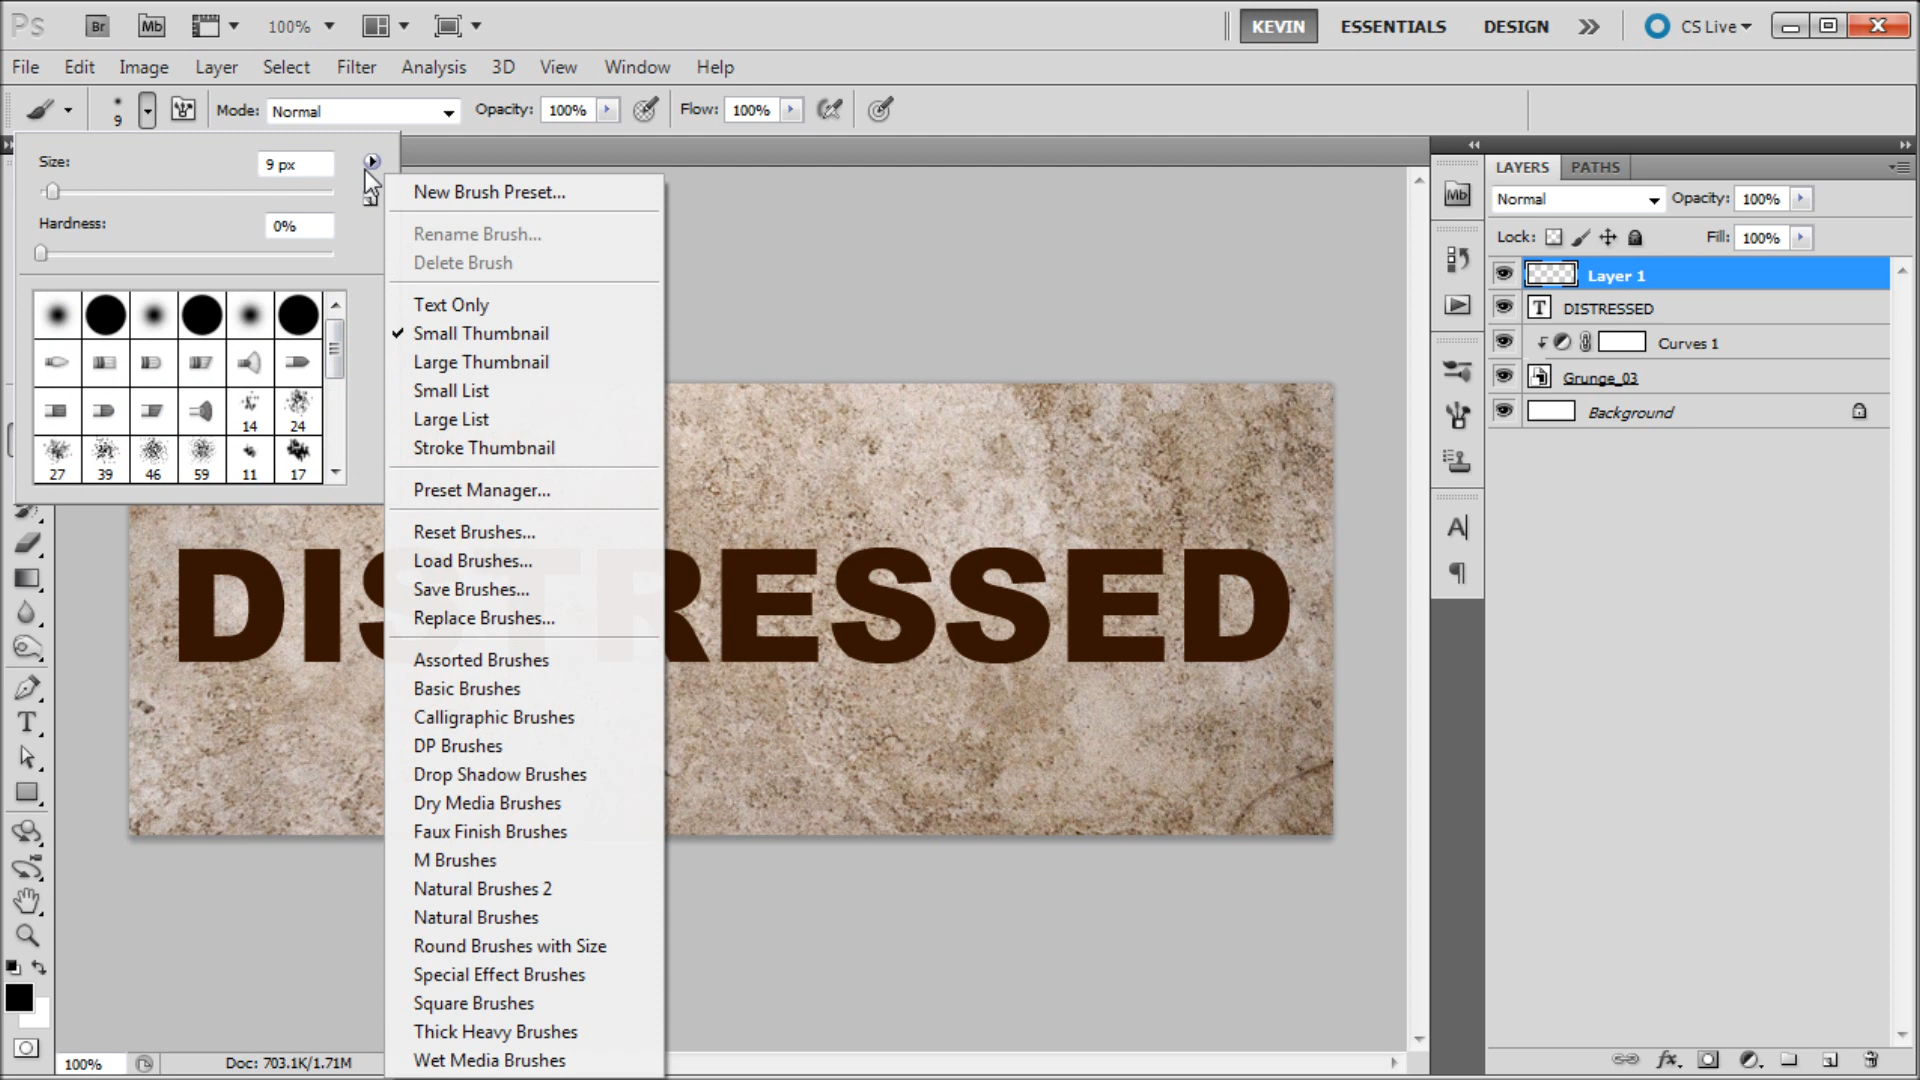 Ps Br Mb 100% KEVIN ESSENTIALS DESIGN CS Live
File Edit Image Layer Select Filter Analysis 3D View Window Help
9 Mode: Normal Opacity: 100% Flow: 100%
Size: 9 px
Hardness: 0%
14 24
27 39 46 59 11 17
New Brush Preset...
Rename Brush...
Delete Brush
Text Only
Small Thumbnail
Large Thumbnail
Small List
Large List
Stroke Thumbnail
Preset Manager...
Reset Brushes...
Load Brushes...
Save Brushes...
Replace Brushes...
Assorted Brushes
Basic Brushes
Calligraphic Brushes
DP Brushes
Drop Shadow Brushes
Dry Media Brushes
Faux Finish Brushes
M Brushes
Natural Brushes 2
Natural Brushes
Round Brushes with Size
Special Effect Brushes
Square Brushes
Thick Heavy Brushes
Wet Media Brushes
DISTRESSED
Mb
LAYERS PATHS
Normal Opacity: 100%
Lock: Fill: 100%
Layer 1
T DISTRESSED
Curves 1
Grunge_03
Background
100% Doc: 703.1K/1.71M